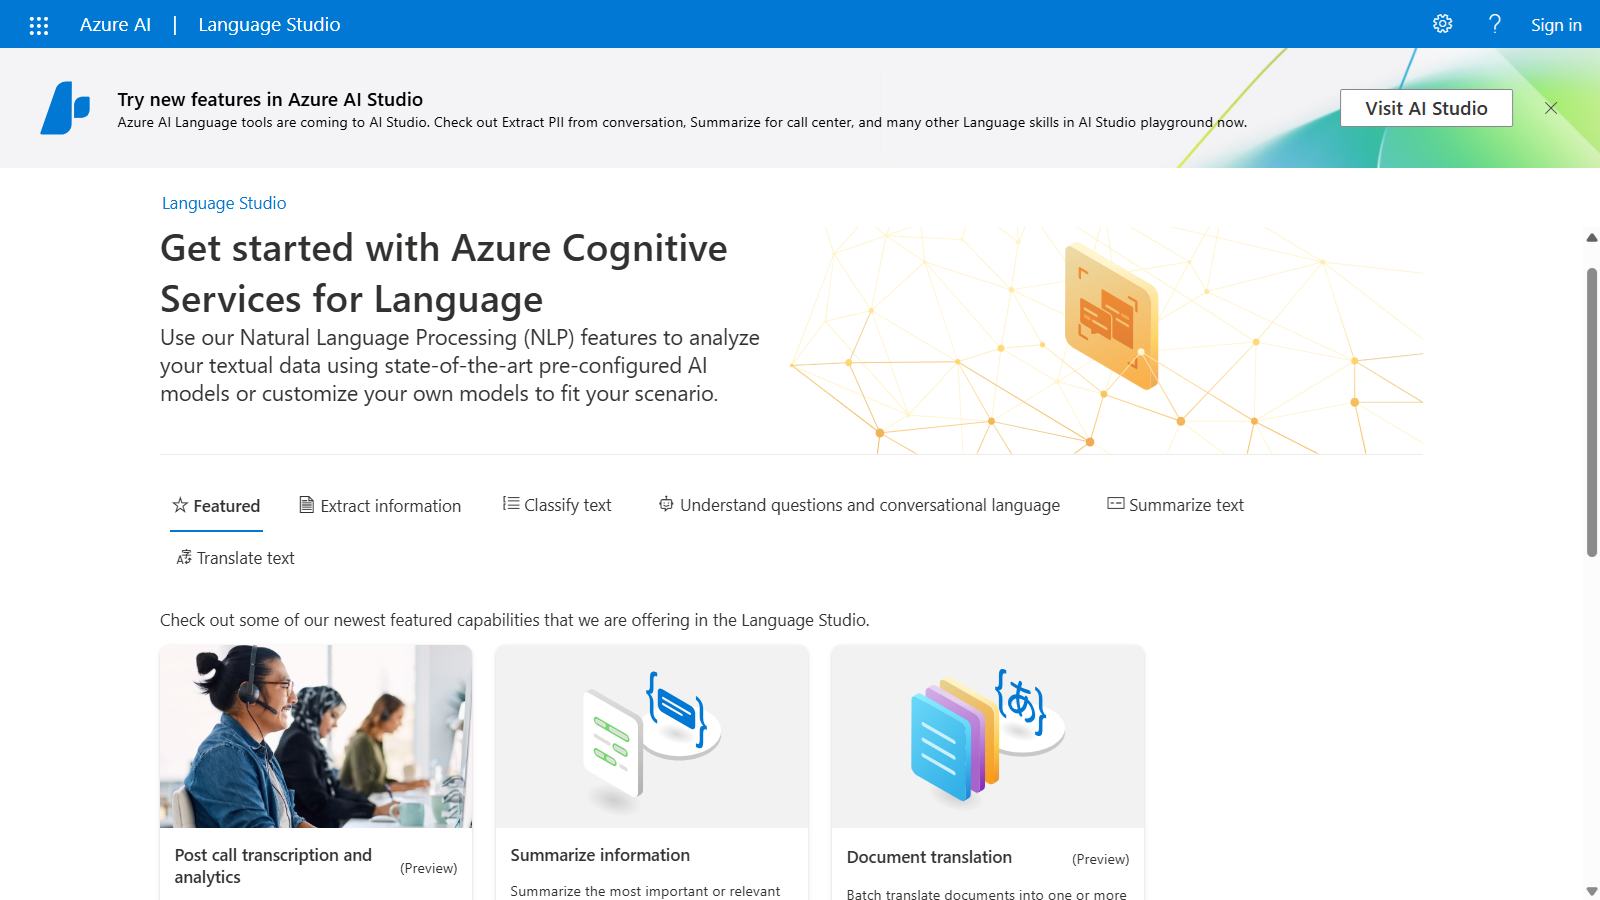 Azure AI | Language Studio
? Sign in
Try new features in Azure AI Studio
Azure AI Language tools are coming to AI Studio. Check out Extract PII from conversation, Summarize for call center, and many other Language skills in AI Studio playground now.
Visit AI Studio
Language Studio
Get started with Azure Cognitive
Services for Language
Use our Natural Language Processing (NLP) features to analyze
your textual data using state-of-the-art pre-configured AI
models or customize your own models to fit your scenario.
Featured
Extract information
Classify text
Understand questions and conversational language
Summarize text
Translate text
Check out some of our newest featured capabilities that we are offering in the Language Studio.
{あ}
Post call transcription and
analytics
(Preview)
Summarize information
Summarize the most important or relevant
Document translation
(Preview)
Batch translate documents into one or more